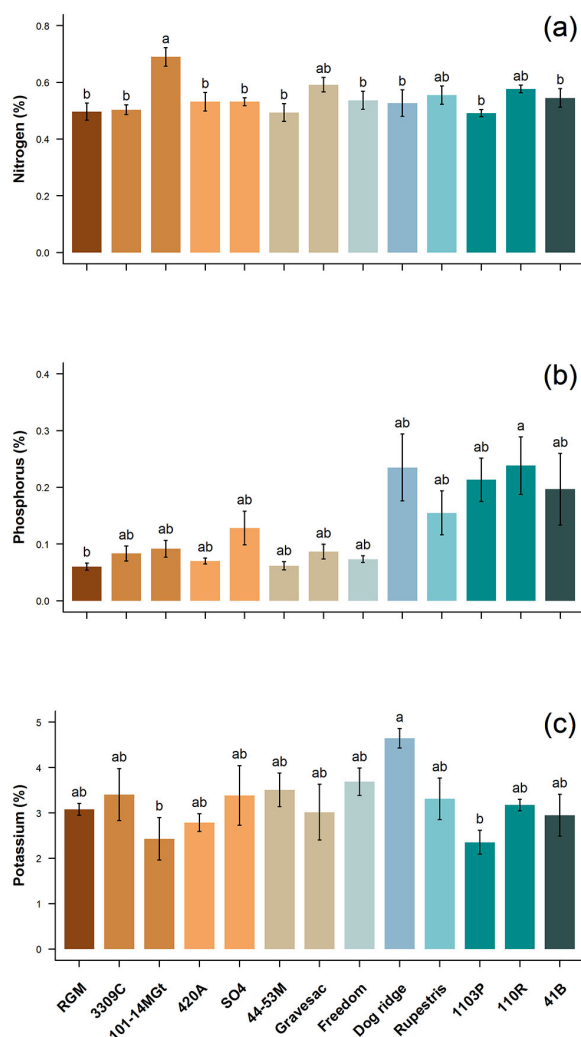 (a)
Nitrogen (%)
0.8
0.6
0.4
0.2
0.0
b b a b b b ab b b ab b ab b
(b)
Phosphorus (%)
0.4
0.3
0.2
0.1
0.0
b ab ab ab ab ab ab ab ab ab ab a ab
(c)
Potassium (%)
5
4
3
2
1
0
ab ab b ab ab ab ab ab a ab b ab ab
RGM 3309C 101-14MGt 420A SO4 44-53M Gravesac Freedom Dog ridge Rupestris 1103P 110R 41B